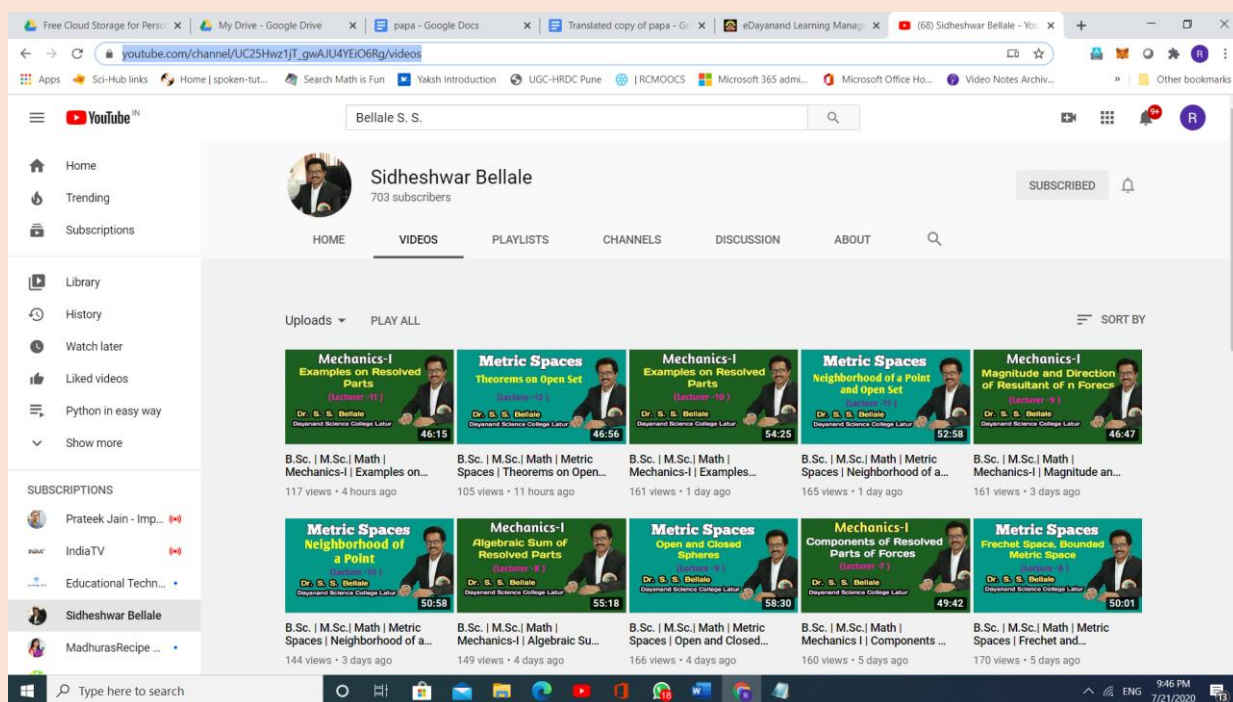 Free Cloud Storage for Perso
My Drive - Google Drive
papa - Google Docs
Translated copy of papa - Go
eDayanand Learning Manag
(68) Sidheshwar Bellale - You
youtube.com/channel/UC25Hwz1jT_gwAJU4YEiO6Rg/videos
Apps Sci-Hub links Home | spoken-tut... Search Math is Fun Yaksh Introduction UGC-HRDC Pune | RCMOOCS Microsoft 365 admi... Microsoft Office Ho... Video Notes Archiv... » Other bookmarks
YouTube IN
Bellale S. S.
9+
R
Home
Trending
Subscriptions
Library
History
Watch later
Liked videos
Python in easy way
Show more
SUBSCRIPTIONS
Prateek Jain - Imp...
IndiaTV
Educational Techn...
Sidheshwar Bellale
MadhurasRecipe ...
Sidheshwar Bellale
703 subscribers
SUBSCRIBED
HOME VIDEOS PLAYLISTS CHANNELS DISCUSSION ABOUT
Uploads PLAY ALL
SORT BY
Mechanics-I
Examples on Resolved
Parts
(Lecturer -11 )
Dr. S. S. Bellale
Dayanand Science College Latur
46:15
B.Sc. | M.Sc.| Math |
Mechanics-I | Examples on...
117 views • 4 hours ago
Metric Spaces
Theorems on Open Set
(Lecture -12 )
Dr. S. S. Bellale
Dayanand Science College Latur
46:56
B.Sc. | M.Sc.| Math | Metric
Spaces | Theorems on Open...
105 views • 11 hours ago
Mechanics-I
Examples on Resolved
Parts
(Lecturer -10 )
Dr. S. S. Bellale
Dayanand Science College Latur
54:25
B.Sc. | M.Sc.| Math |
Mechanics-I | Examples...
161 views • 1 day ago
Metric Spaces
Neighborhood of a Point
and Open Set
(Lecture -11 )
Dr. S. S. Bellale
Dayanand Science College Latur
52:58
B.Sc. | M.Sc.| Math | Metric
Spaces | Neighborhood of a...
165 views • 1 day ago
Mechanics-I
Magnitude and Direction
of Resultant of n Forecs
(Lecturer -9 )
Dr. S. S. Bellale
Dayanand Science College Latur
46:47
B.Sc. | M.Sc.| Math |
Mechanics-I | Magnitude an...
161 views • 3 days ago
Metric Spaces
Neighborhood of
a Point
(Lecture -10 )
Dr. S. S. Bellale
Dayanand Science College Latur
50:58
B.Sc. | M.Sc.| Math | Metric
Spaces | Neighborhood of a...
144 views • 3 days ago
Mechanics-I
Algebraic Sum of
Resolved Parts
(Lecturer -8 )
Dr. S. S. Bellale
Dayanand Science College Latur
55:18
B.Sc. | M.Sc.| Math |
Mechanics-I | Algebraic Su...
149 views • 4 days ago
Metric Spaces
Open and Closed
Spheres
(Lecture -9 )
Dr. S. S. Bellale
Dayanand Science College Latur
58:30
B.Sc. | M.Sc.| Math | Metric
Spaces | Open and Closed...
166 views • 4 days ago
Mechanics-I
Components of Resolved
Parts of Forces
(Lecturer -7 )
Dr. S. S. Bellale
Dayanand Science College Latur
49:42
B.Sc. | M.Sc.| Math |
Mechanics I | Components ...
160 views • 5 days ago
Metric Spaces
Frechet Space, Bounded
Metric Space
(Lecture -8 )
Dr. S. S. Bellale
Dayanand Science College Latur
50:01
B.Sc. | M.Sc.| Math | Metric
Spaces | Frechet and...
170 views • 5 days ago
Type here to search
18
ENG
9:46 PM
7/21/2020
13